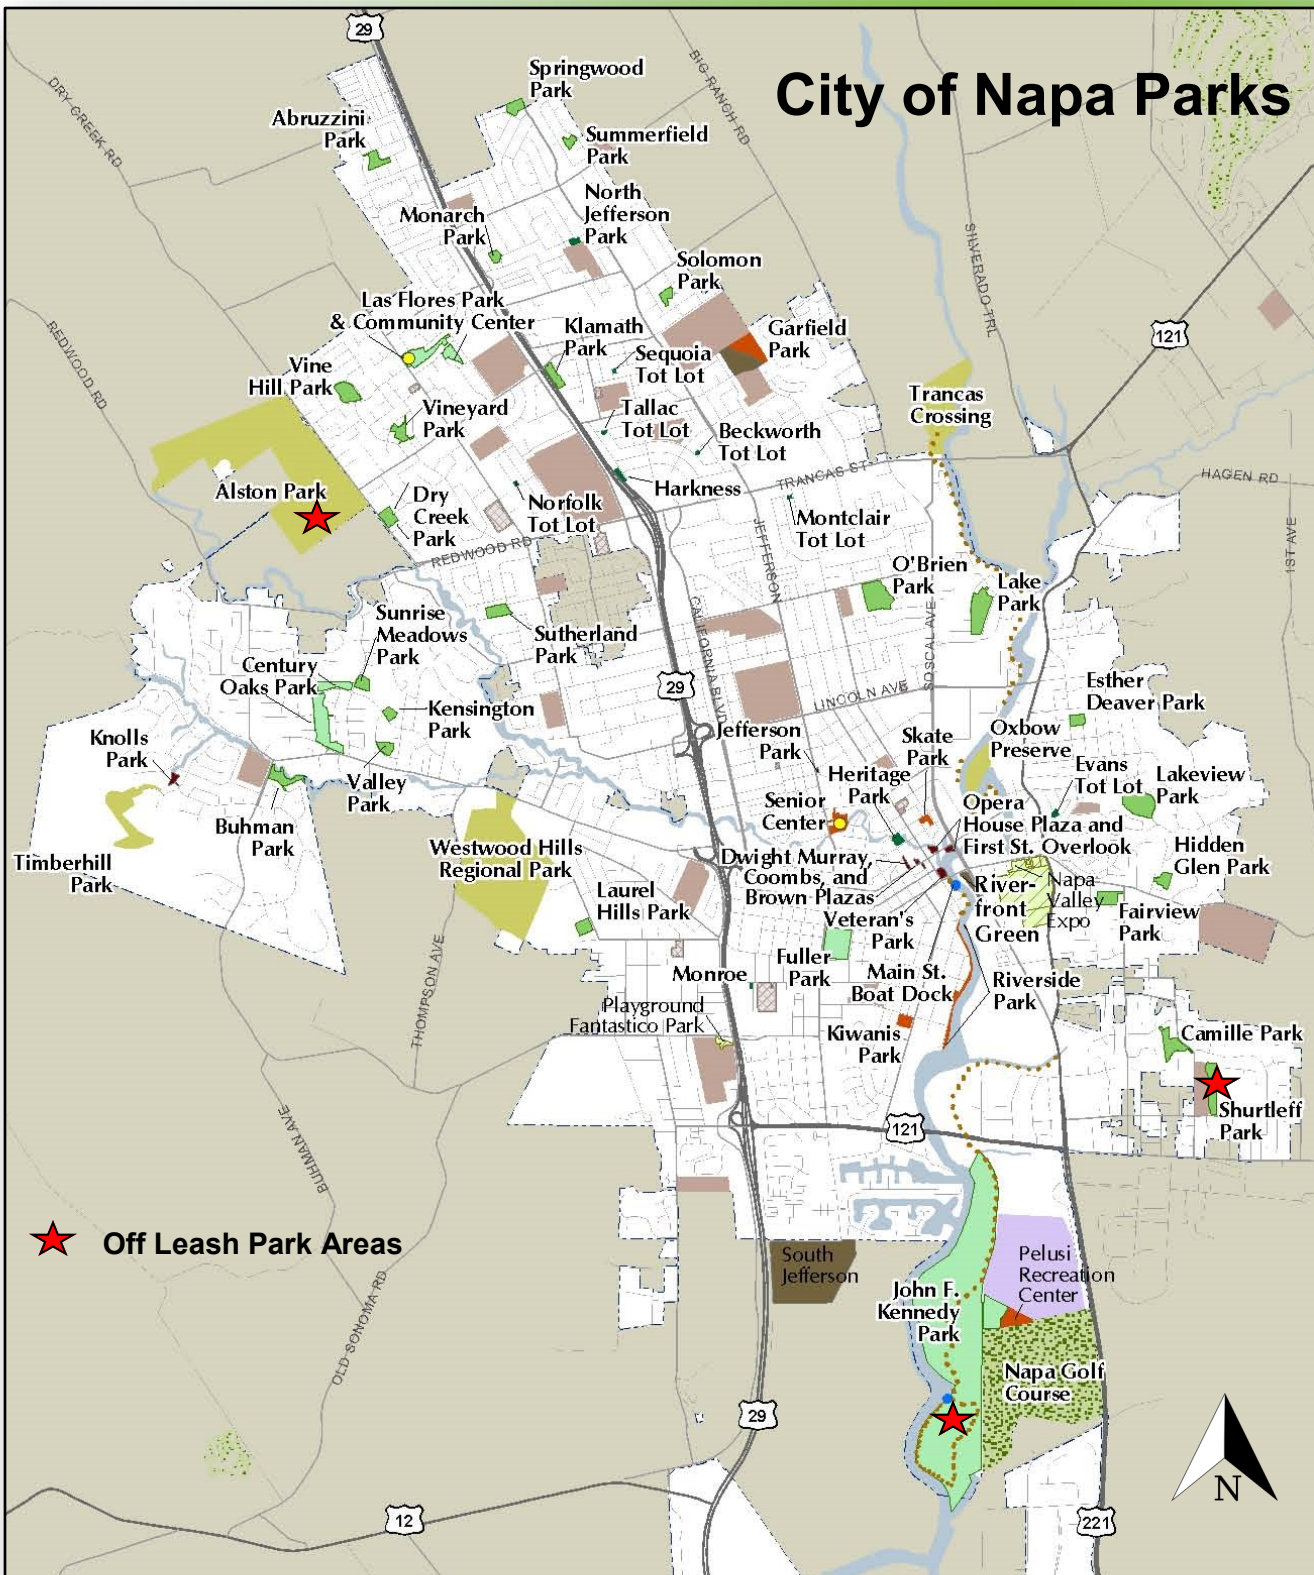 City of Napa Parks
29
DRY CREEK RD
BIG RANCH RD
Springwood
Park
Abruzzini
Park
Summerfield
Park
North
Jefferson
Park
Monarch
Park
Solomon
Park
SILVERADO TRL
121
Las Flores Park
& Community Center
Klamath
Park
Garfield
Park
Sequoia
Tot Lot
REDWOOD RD
Vine
Hill Park
Trancas
Crossing
Vineyard
Park
Tallac
Tot Lot
Beckworth
Tot Lot
TRANCAS ST
HAGEN RD
Alston Park
Harkness
Dry
Creek
Park
Norfolk
Tot Lot
Montclair
Tot Lot
JEFFERSON
1ST AVE
REDWOOD RD
O'Brien
Park
Lake
Park
Sunrise
Meadows
Park
Sutherland
Park
CALIFORNIA BLVD
SOSCAL AVE
Century
Oaks Park
29
LINCOLN AVE
Esther
Deaver Park
Kensington
Park
Knolls
Park
Jefferson
Park
Skate
Park
Oxbow
Preserve
Evans
Tot Lot
Lakeview
Park
Valley
Park
Heritage
Park
Senior
Center
Opera
House Plaza and
First St. Overlook
Buhman
Park
Hidden
Glen Park
Timberhill
Park
Westwood Hills
Regional Park
Dwight Murray,
Coombs, and
Brown Plazas
River-
front
Green
Napa
Valley
Expo
Laurel
Hills Park
Veteran's
Park
Fairview
Park
THOMPSON AVE
Monroe
Fuller
Park
Main St.
Boat Dock
Riverside
Park
Playground
Fantastico Park
Kiwanis
Park
Camille Park
Shurtleff
Park
121
BUHMAN AVE
Off Leash Park Areas
South
Jefferson
Pelusi
Recreation
Center
John F.
Kennedy
Park
OLD SONOMA RD
Napa Golf
Course
29
12
221
N